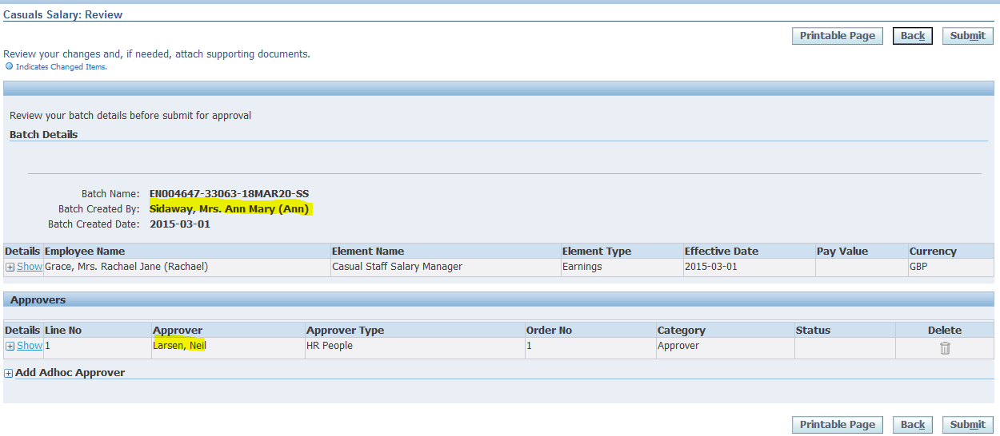 Casuals Salary: Review
Printable Page Back Submit
Review your changes and, if needed, attach supporting documents.
Indicates Changed Items.
Review your batch details before submit for approval
Batch Details
Batch Name: EN004647-33063-18MAR20-SS
Batch Created By: Sidaway, Mrs. Ann Mary (Ann)
Batch Created Date: 2015-03-01
Details Employee Name Element Name Element Type Effective Date Pay Value Currency
Show Grace, Mrs. Rachael Jane (Rachael) Casual Staff Salary Manager Earnings 2015-03-01 GBP
Approvers
Details Line No Approver Approver Type Order No Category Status Delete
Show 1 Larsen, Neil HR People 1 Approver
Add Adhoc Approver
Printable Page Back Submit